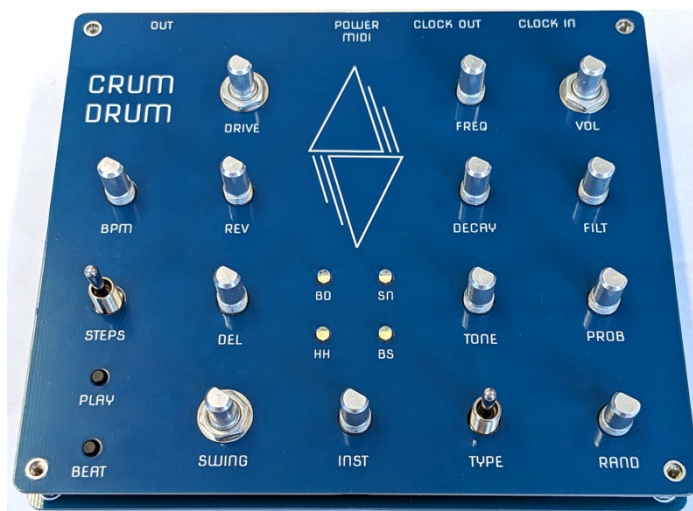 OUT
POWER
MIDI
CLOCK OUT
CLOCK IN
CRUM
DRUM
DRIVE
FREQ
VOL
BPM
REV
DECAY
FILT
BD
SN
STEPS
DEL
TONE
PROB
HH
BS
PLAY
BEAT
SWING
INST
TYPE
RAND